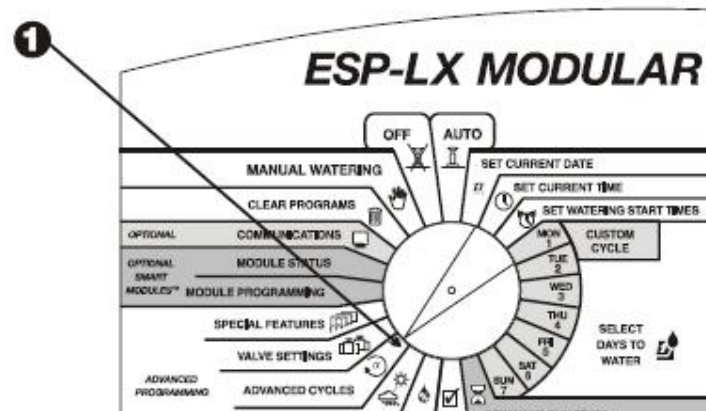 1
ESP-LX MODULAR
OFF
AUTO
MANUAL WATERING
SET CURRENT DATE
SET CURRENT TIME
CLEAR PROGRAMS
SET WATERING START TIMES
OPTIONAL
COMMUNICATIONS
MON
1
CUSTOM
CYCLE
OPTIONAL
SMART
MODULES™
MODULE STATUS
TUE
2
MODULE PROGRAMMING
WED
3
SPECIAL FEATURES
THU
4
SELECT
DAYS TO
WATER
VALVE SETTINGS
FRI
5
ADVANCED
PROGRAMMING
ADVANCED CYCLES
SAT
6
SUN
7